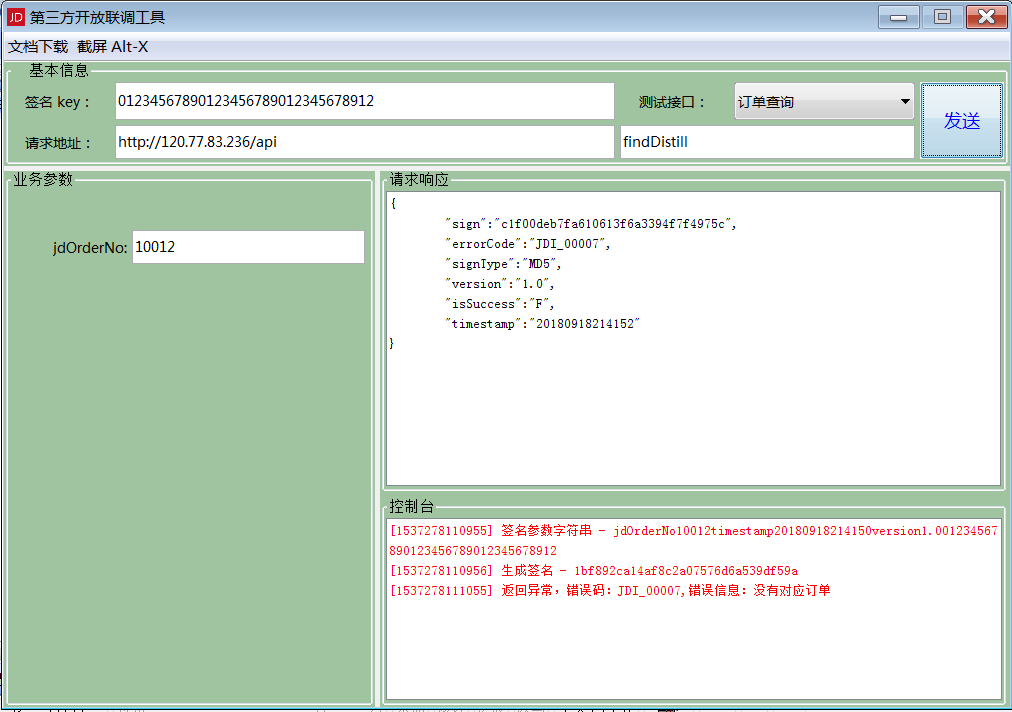 JD 第三方开放联调工具
文档下载 截屏 Alt-X
基本信息
签名 key： 01234567890123456789012345678912 测试接口： 订单查询 发送
请求地址： http://120.77.83.236/api findDistill
业务参数
jdOrderNo: 10012
请求响应
{
"sign":"c1f00deb7fa610613f6a3394f7f4975c",
"errorCode":"JDI_00007",
"signType":"MD5",
"version":"1.0",
"isSuccess":"F",
"timestamp":"20180918214152"
}
控制台
[1537278110955] 签名参数字符串 - jdOrderNo10012timestamp20180918214150version1.001234567
890123456789012345678912
[1537278110956] 生成签名 - 1bf892ca14af8c2a07576d6a539df59a
[1537278111055] 返回异常，错误码：JDI_00007,错误信息：没有对应订单